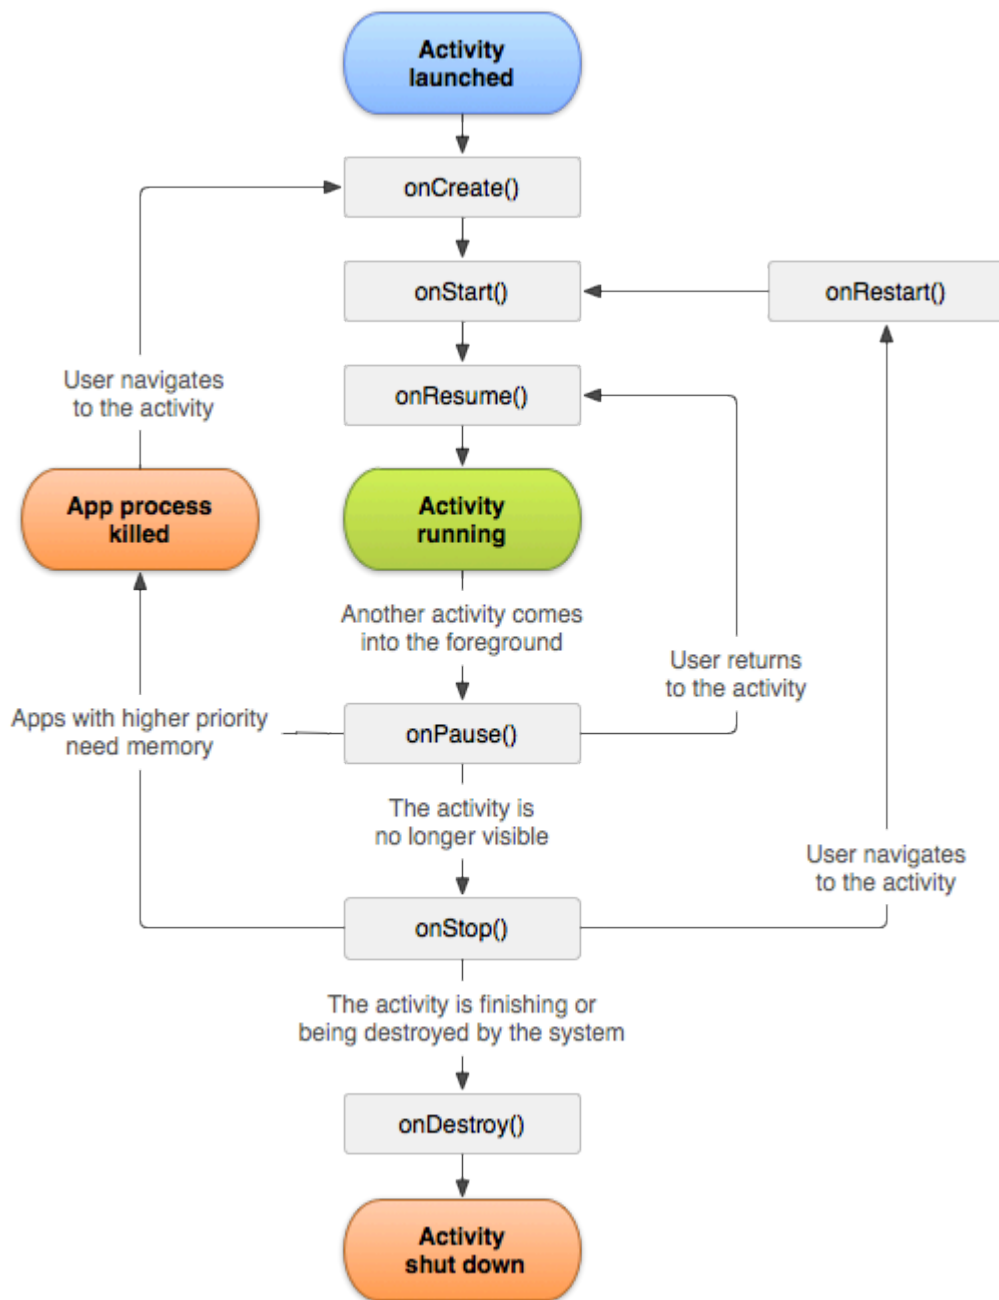 Activity
launched
onCreate()
onStart()
onRestart()
onResume()
User navigates
to the activity
App process
killed
Activity
running
Another activity comes
into the foreground
User returns
to the activity
Apps with higher priority
need memory
onPause()
The activity is
no longer visible
User navigates
to the activity
onStop()
The activity is finishing or
being destroyed by the system
onDestroy()
Activity
shut down